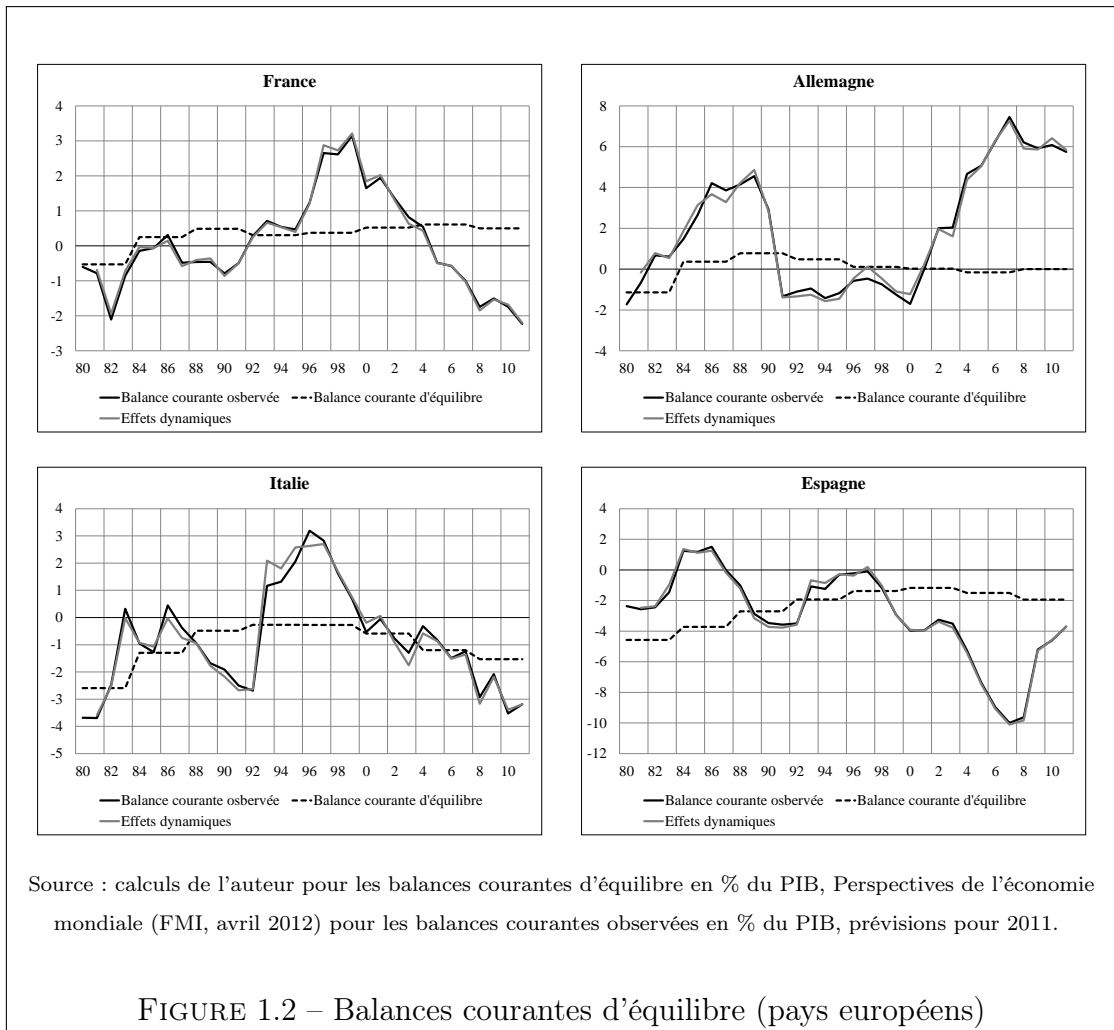 France
4
3
2
1
0
-1
-2
-3
80 82 84 86 88 90 92 94 96 98 0 2 4 6 8 10
Balance courante osbervée Balance courante d'équilibre
Effets dynamiques
Allemagne
8
6
4
2
0
-2
-4
80 82 84 86 88 90 92 94 96 98 0 2 4 6 8 10
Balance courante osbervée Balance courante d'équilibre
Effets dynamiques
Italie
4
3
2
1
0
-1
-2
-3
-4
-5
80 82 84 86 88 90 92 94 96 98 0 2 4 6 8 10
Balance courante osbervée Balance courante d'équilibre
Effets dynamiques
Espagne
4
2
0
-2
-4
-6
-8
-10
-12
80 82 84 86 88 90 92 94 96 98 0 2 4 6 8 10
Balance courante osbervée Balance courante d'équilibre
Effets dynamiques
Source : calculs de l'auteur pour les balances courantes d'équilibre en % du PIB, Perspectives de l'économie
mondiale (FMI, avril 2012) pour les balances courantes observées en % du PIB, prévisions pour 2011.
FIGURE 1.2 – Balances courantes d'équilibre (pays européens)